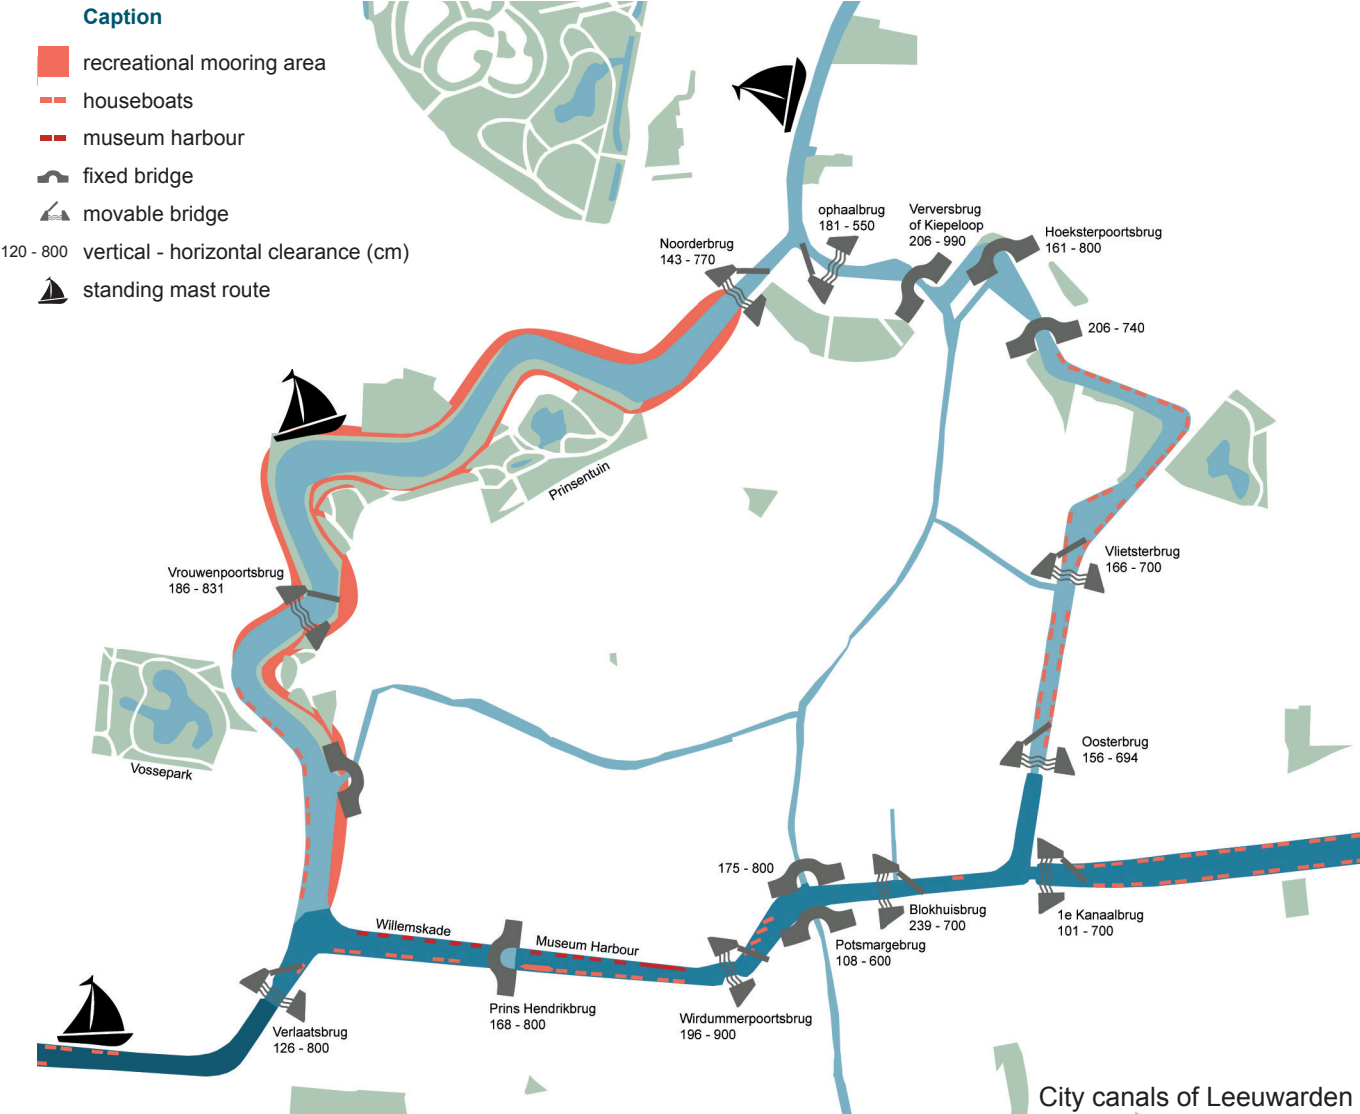 Caption
recreational mooring area
houseboats
museum harbour
fixed bridge
movable bridge
120 - 800 vertical - horizontal clearance (cm)
standing mast route
ophaalbrug
181 - 550
Ververbrug
of Kiepeloop
206 - 990
Hoeksterpoortsbrug
161 - 800
Noorderbrug
143 - 770
206 - 740
Prinsentuin
Vlietsterbrug
166 - 700
Vrouwenpoortsbrug
186 - 831
Vossepark
Oosterbrug
156 - 694
175 - 800
Blokhuisbrug
239 - 700
1e Kanaalbrug
101 - 700
Willemskade
Museum Harbour
Potsmargebrug
108 - 600
Prins Hendrikbrug
168 - 800
Wirdummerpoortsbrug
196 - 900
Verlaatsbrug
126 - 800
City canals of Leeuwarden